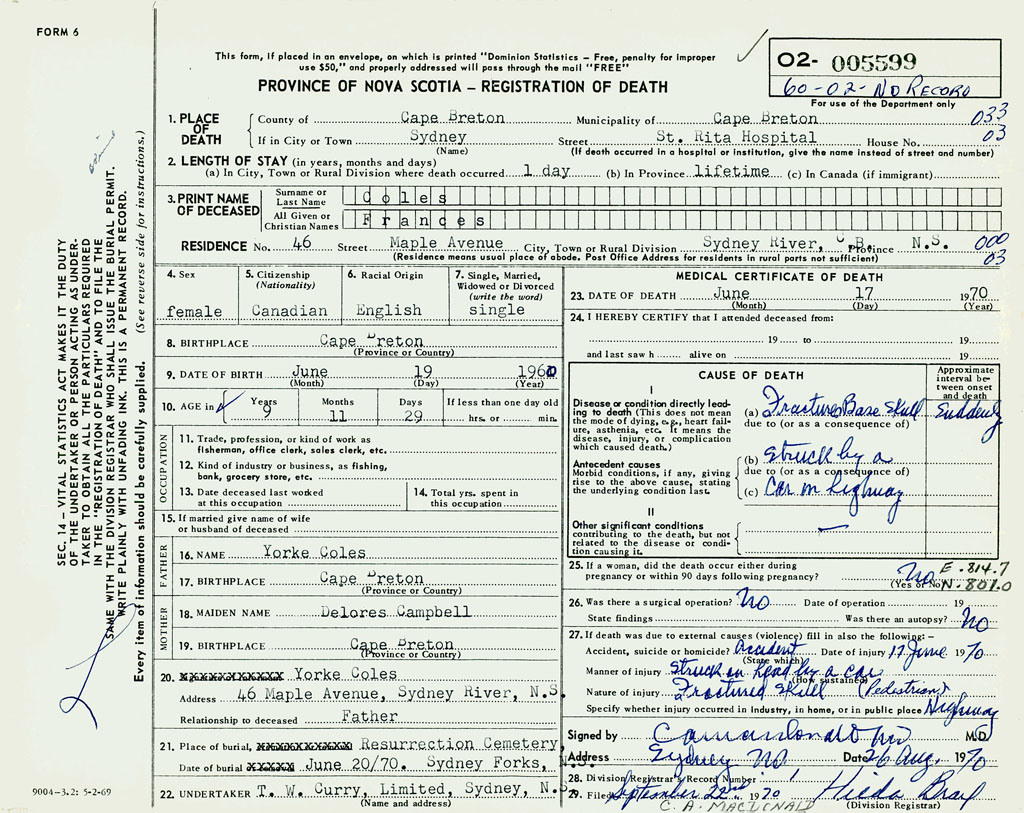 FORM 6
This form, if placed in an envelope, on which is printed "Dominion Statistics – Free, penalty for improper
use $50," and properly addressed will pass through the mail "FREE"
PROVINCE OF NOVA SCOTIA – REGISTRATION OF DEATH
02- 005599
60-02- No Record
For use of the Department only
1. PLACE OF DEATH
County of Cape Breton Municipality of Cape Breton 033
If in City or Town Sydney Street St. Rita Hospital House No. 03
(Name) (If death occurred in a hospital or institution, give the name instead of street and number)
2. LENGTH OF STAY (in years, months and days)
(a) In City, Town or Rural Division where death occurred 1 day (b) In Province lifetime (c) In Canada (if immigrant)
3. PRINT NAME OF DECEASED
Surname or Last Name Coles
All Given or Christian Names Frances
RESIDENCE No. 46 Street Maple Avenue City, Town or Rural Division Sydney River, C.B. Province N.S. 000
(Residence means usual place of abode. Post Office Address for residents in rural parts not sufficient) 03
4. Sex
female
5. Citizenship
(Nationality)
Canadian
6. Racial Origin
English
7. Single, Married,
Widowed or Divorced
(write the word)
single
8. BIRTHPLACE Cape Breton
(Province or Country)
9. DATE OF BIRTH June 19 1960
(Month) (Day) (Year)
10. AGE in
Years 9
Months 11
Days 29
If less than one day old
hrs. or min.
OCCUPATION
11. Trade, profession, or kind of work as
fisherman, office clerk, sales clerk, etc.
12. Kind of industry or business, as fishing,
bank, grocery store, etc.
13. Date deceased last worked
at this occupation
14. Total yrs. spent in
this occupation
15. If married give name of wife
or husband of deceased
FATHER
16. NAME Yorke Coles
17. BIRTHPLACE Cape Breton
(Province or Country)
MOTHER
18. MAIDEN NAME Delores Campbell
19. BIRTHPLACE Cape Breton
(Province or Country)
20. xxxxxxxxxxx Yorke Coles
Address 46 Maple Avenue, Sydney River, N.S.
Relationship to deceased Father
21. Place of burial, xxxxxxxxxxx Resurrection Cemetery,
Date of burial xxxxx June 20/70. Sydney Forks, N.S.
22. UNDERTAKER T. W. Curry, Limited, Sydney, N.S.
(Name and address)
MEDICAL CERTIFICATE OF DEATH
23. DATE OF DEATH June 17 1970
(Month) (Day) (Year)
24. I HEREBY CERTIFY that I attended deceased from:
19 to 19
and last saw h alive on 19
CAUSE OF DEATH
Approximate
interval between
onset
and death
I
Disease or condition directly leading
to death (This does not mean
the mode of dying, e.g., heart failure,
asthenia, etc. It means the
disease, injury, or complication
which caused death.)
(a) Fracture Base Skull Suddenly
due to (or as a consequence of)
Antecedent causes
Morbid conditions, if any, giving
rise to the above cause, stating
the underlying condition last.
(b) Struck by a
due to (or as a consequence of)
(c) Car on highway
II
Other significant conditions
contributing to the death, but not
related to the disease or condition
causing it.
25. If a woman, did the death occur either during
pregnancy or within 90 days following pregnancy? No
(Yes or No)
E-814.7
N-801.0
26. Was there a surgical operation? No Date of operation 19
State findings Was there an autopsy? No
27. If death was due to external causes (violence) fill in also the following:–
Accident, suicide or homicide? Accident Date of injury 17 June 1970
(State which)
Manner of injury Struck on head by a car
(How sustained)
Nature of injury Fractured Skull (Pedestrian)
Specify whether injury occurred in industry, in home, or in public place Highway
Signed by M.D.
Address Sydney NS Date 26 Aug. 1970
28. Division Registrar's Record Number 1
29. Filed September 22nd 1970
C. A. MACDONALD
(Division Registrar)
SEC. 14 – VITAL STATISTICS ACT MAKES IT THE DUTY
OF THE UNDERTAKER OR PERSON ACTING AS UNDERTAKER
TO OBTAIN ALL THE PARTICULARS REQUIRED
IN THE "REGISTRATION OF DEATH" AND TO FILE THE
SAME WITH THE DIVISION REGISTRAR WHO SHALL ISSUE THE BURIAL PERMIT.
WRITE PLAINLY WITH UNFADING INK. THIS IS A PERMANENT RECORD.
Every item of information should be carefully supplied. (See reverse side for instructions.)
9004-3.2: 5-2-69